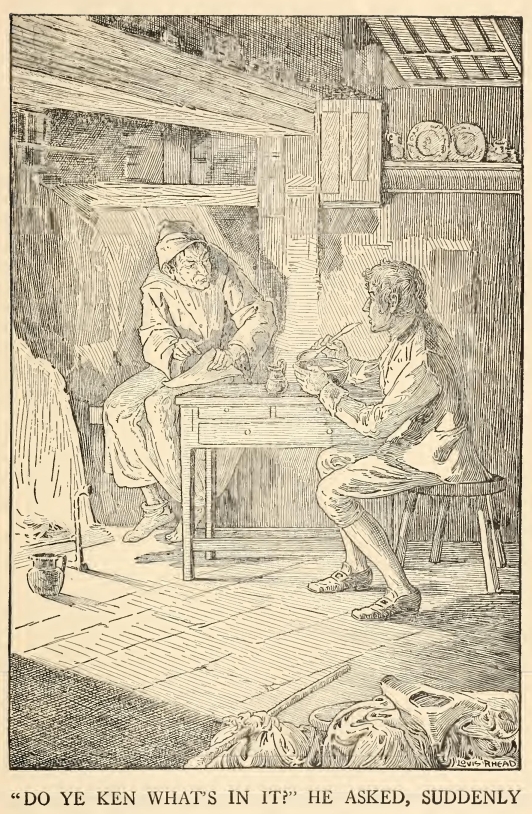 LOUIS RHEAD
"DO YE KEN WHAT'S IN IT?" HE ASKED, SUDDENLY